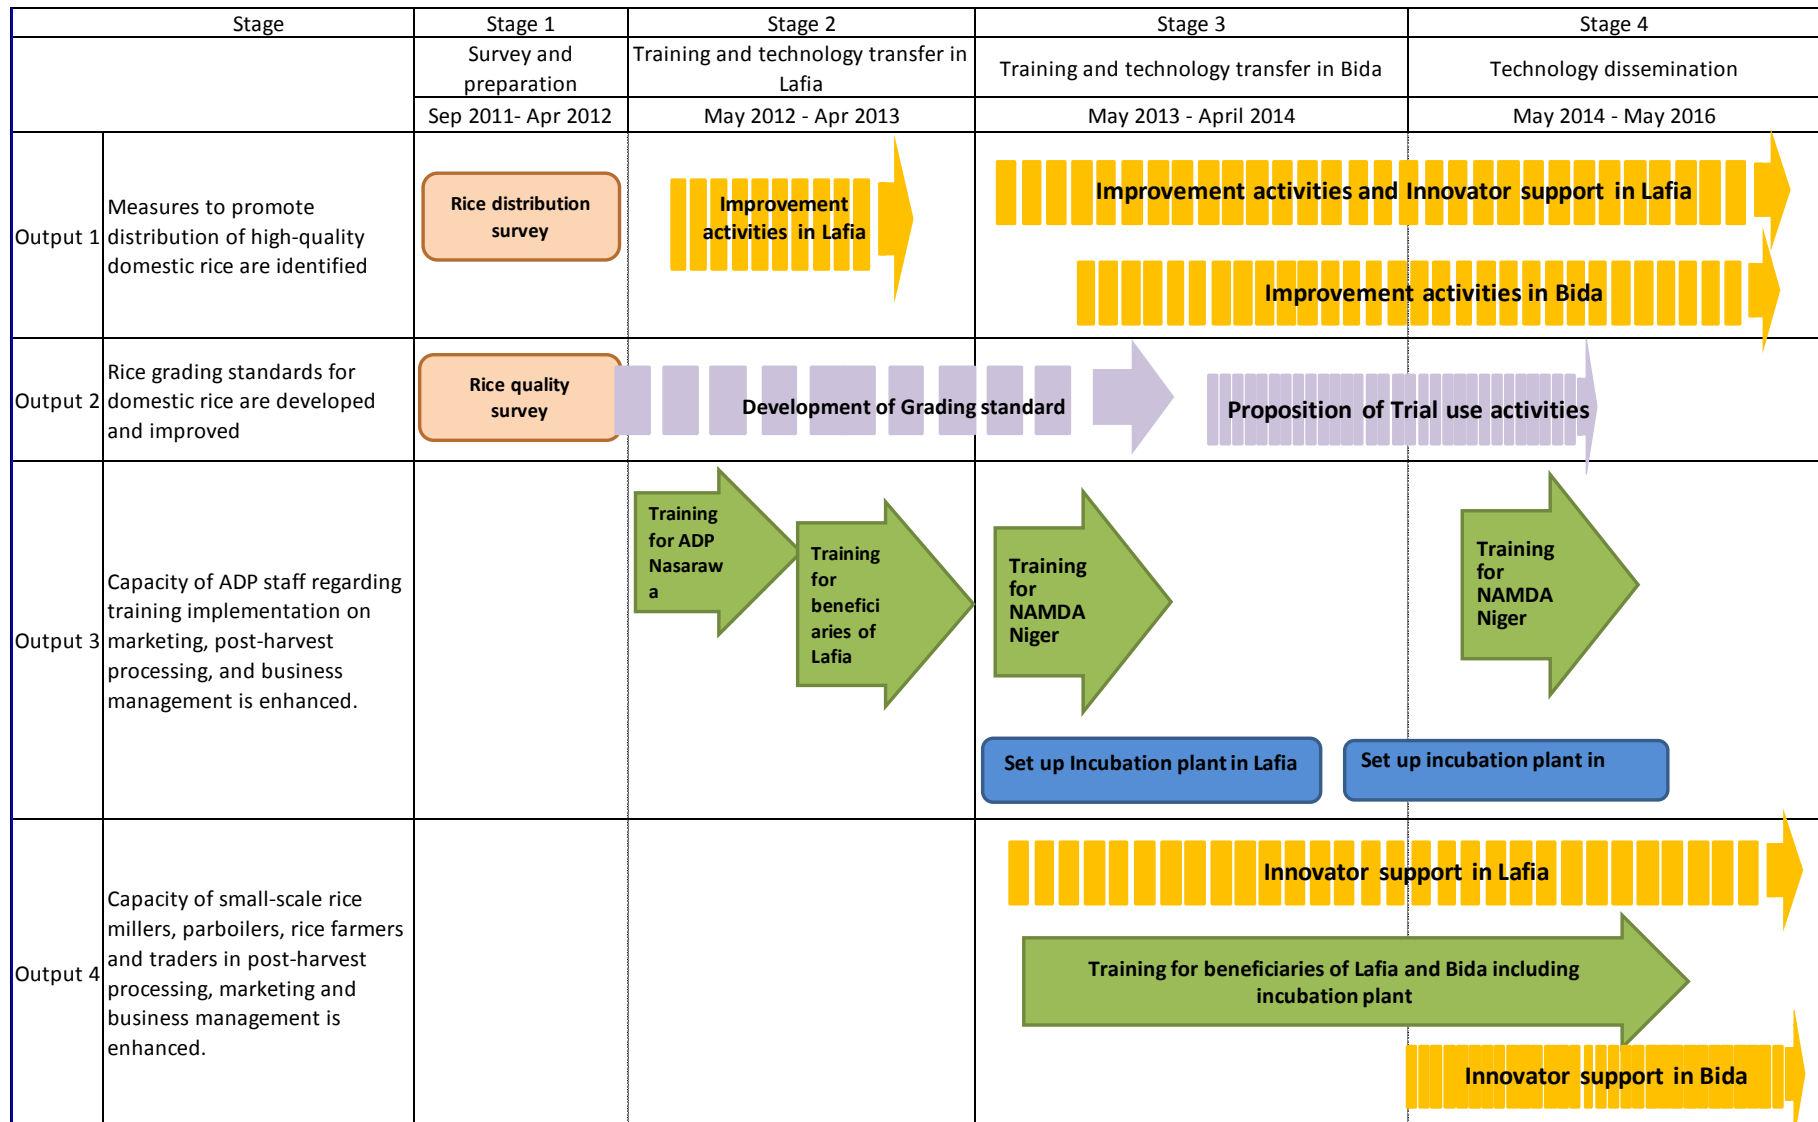 Stage
Stage 1
Stage 2
Stage 3
Stage 4
Survey and
preparation
Training and technology transfer in
Lafia
Training and technology transfer in Bida
Technology dissemination
Sep 2011- Apr 2012
May 2012 - Apr 2013
May 2013 - April 2014
May 2014 - May 2016
Output 1
Measures to promote
distribution of high-quality
domestic rice are identified
Rice distribution
survey
Improvement
activities in Lafia
Improvement activities and Innovator support in Lafia
Improvement activities in Bida
Output 2
Rice grading standards for
domestic rice are developed
and improved
Rice quality
survey
Development of Grading standard
Proposition of Trial use activities
Output 3
Capacity of ADP staff regarding
training implementation on
marketing, post-harvest
processing, and business
management is enhanced.
Training
for ADP
Nasaraw
a
Training
for
benefici
aries of
Lafia
Training
for
NAMDA
Niger
Training
for
NAMDA
Niger
Set up Incubation plant in Lafia
Set up incubation plant in
Output 4
Capacity of small-scale rice
millers, parboilers, rice farmers
and traders in post-harvest
processing, marketing and
business management is
enhanced.
Innovator support in Lafia
Training for beneficiaries of Lafia and Bida including
incubation plant
Innovator support in Bida